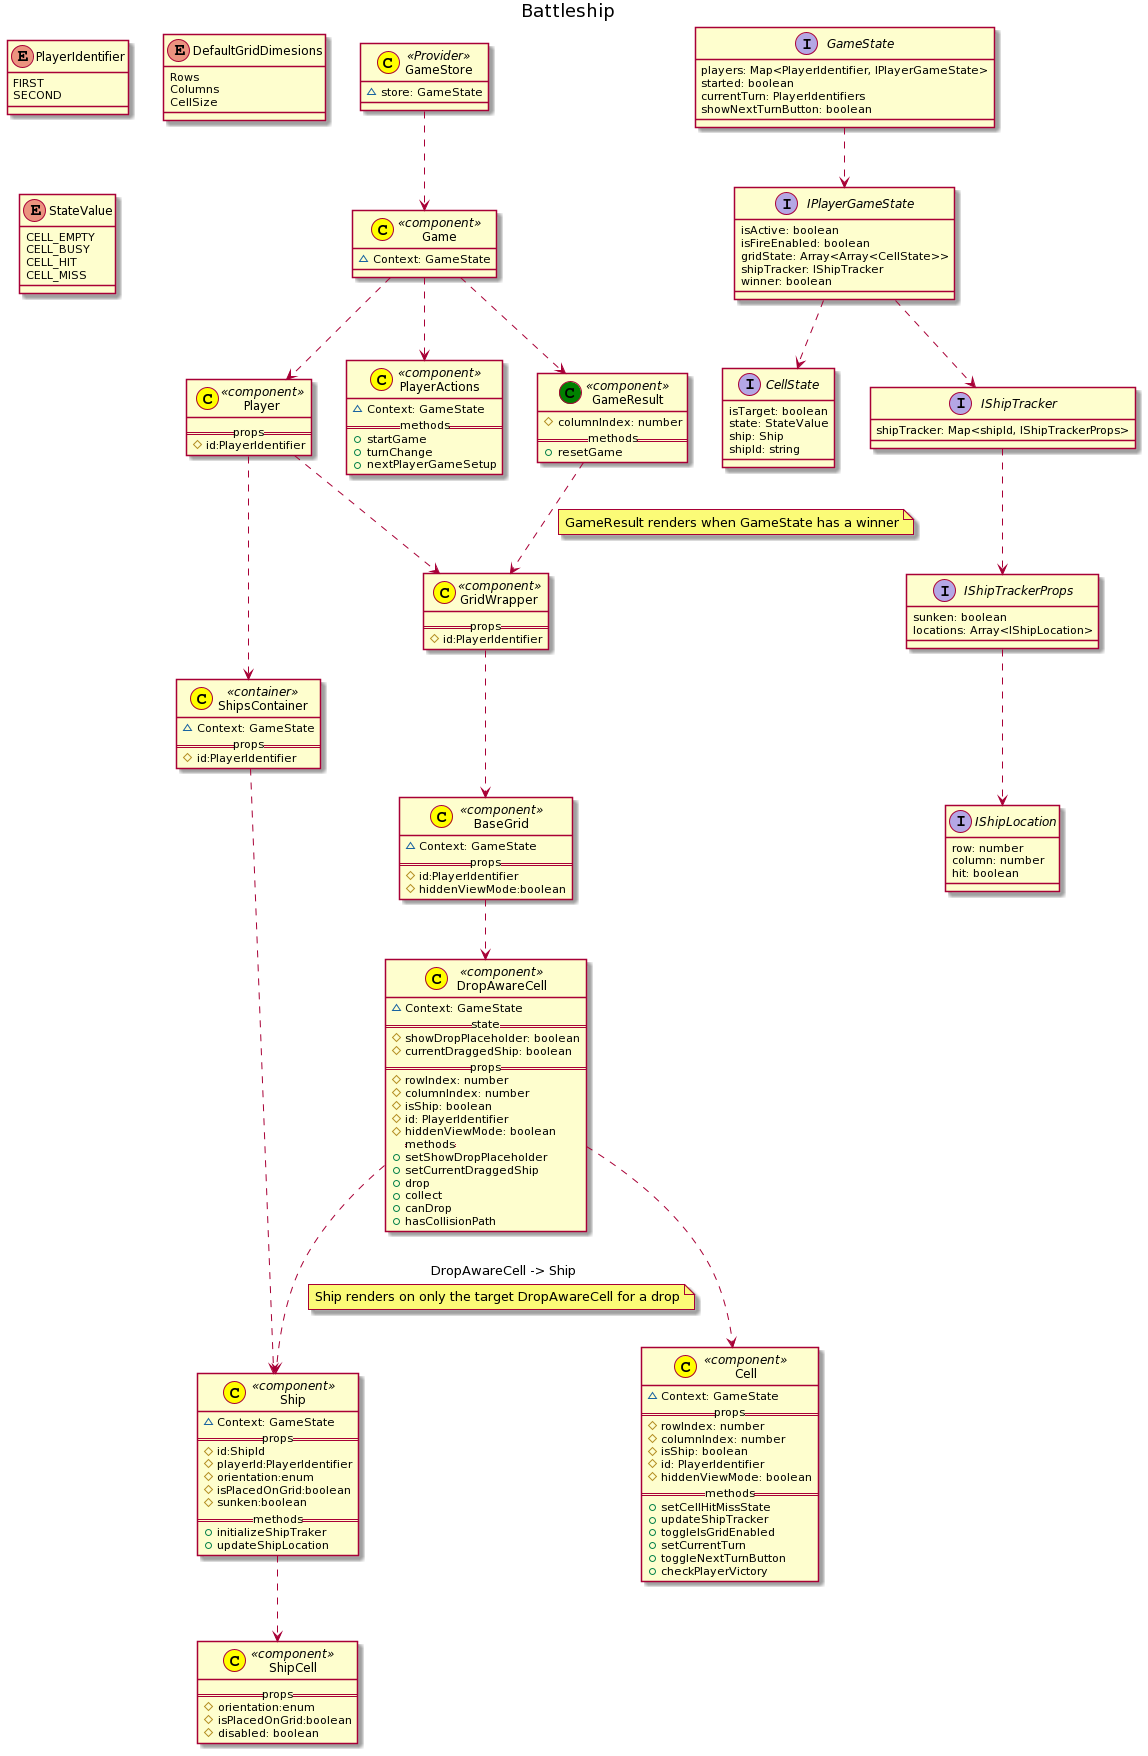 Battleship
E PlayerIdentifier
FIRST
SECOND
E DefaultGridDimesions
Rows
Columns
CellSize
C «Provider»
GameStore
store: GameState
I GameState
players: Map<PlayerIdentifier, IPlayerGameState>
started: boolean
currentTurn: PlayerIdentifiers
showNextTurnButton: boolean
E StateValue
CELL_EMPTY
CELL_BUSY
CELL_HIT
CELL_MISS
C «component»
Game
Context: GameState
I IPlayerGameState
isActive: boolean
isFireEnabled: boolean
gridState: Array<Array<CellState>>
shipTracker: IShipTracker
winner: boolean
C «component»
Player
props
id:PlayerIdentifier
C «component»
PlayerActions
Context: GameState
methods
startGame
turnChange
nextPlayerGameSetup
C «component»
GameResult
columnIndex: number
methods
resetGame
I CellState
isTarget: boolean
state: StateValue
ship: Ship
shipId: string
I IShipTracker
shipTracker: Map<shipId, IShipTrackerProps>
GameResult renders when GameState has a winner
C «component»
GridWrapper
props
id:PlayerIdentifier
I IShipTrackerProps
sunken: boolean
locations: Array<IShipLocation>
C «container»
ShipsContainer
Context: GameState
props
id:PlayerIdentifier
C «component»
BaseGrid
Context: GameState
props
id:PlayerIdentifier
hiddenViewMode:boolean
I IShipLocation
row: number
column: number
hit: boolean
C «component»
DropAwareCell
Context: GameState
state
showDropPlaceholder: boolean
currentDraggedShip: boolean
props
rowIndex: number
columnIndex: number
isShip: boolean
id: PlayerIdentifier
hiddenViewMode: boolean
methods
setShowDropPlaceholder
setCurrentDraggedShip
drop
collect
canDrop
hasCollisionPath
DropAwareCell -> Ship
Ship renders on only the target DropAwareCell for a drop
C «component»
Ship
Context: GameState
props
id:ShipId
playerId:PlayerIdentifier
orientation:enum
isPlacedOnGrid:boolean
sunken:boolean
methods
initializeShipTraker
updateShipLocation
C «component»
Cell
Context: GameState
props
rowIndex: number
columnIndex: number
isShip: boolean
id: PlayerIdentifier
hiddenViewMode: boolean
methods
setCellHitMissState
updateShipTracker
toggleIsGridEnabled
setCurrentTurn
toggleNextTurnButton
checkPlayerVictory
C «component»
ShipCell
props
orientation:enum
isPlacedOnGrid:boolean
disabled: boolean